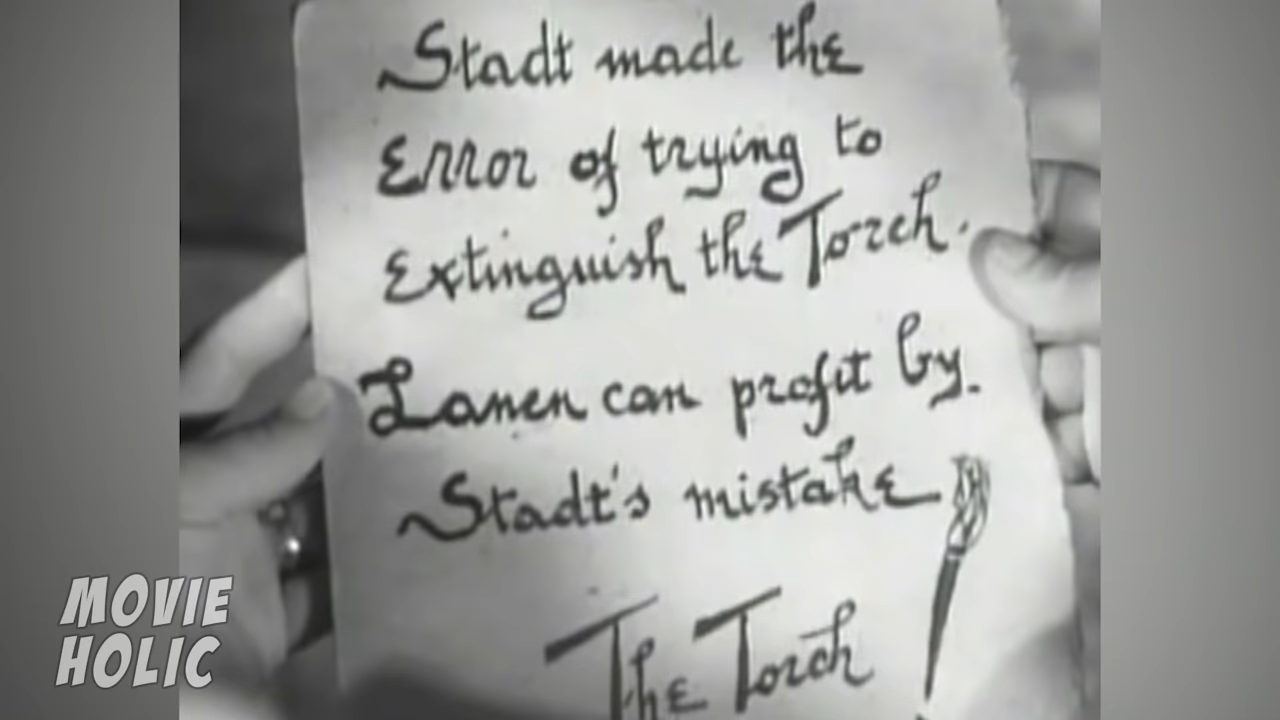 Stadt made the
Error of trying to
Extinguish the Torch.
Lanen can profit by
Stadt's mistake
The Torch
MOVIE
HOLIC